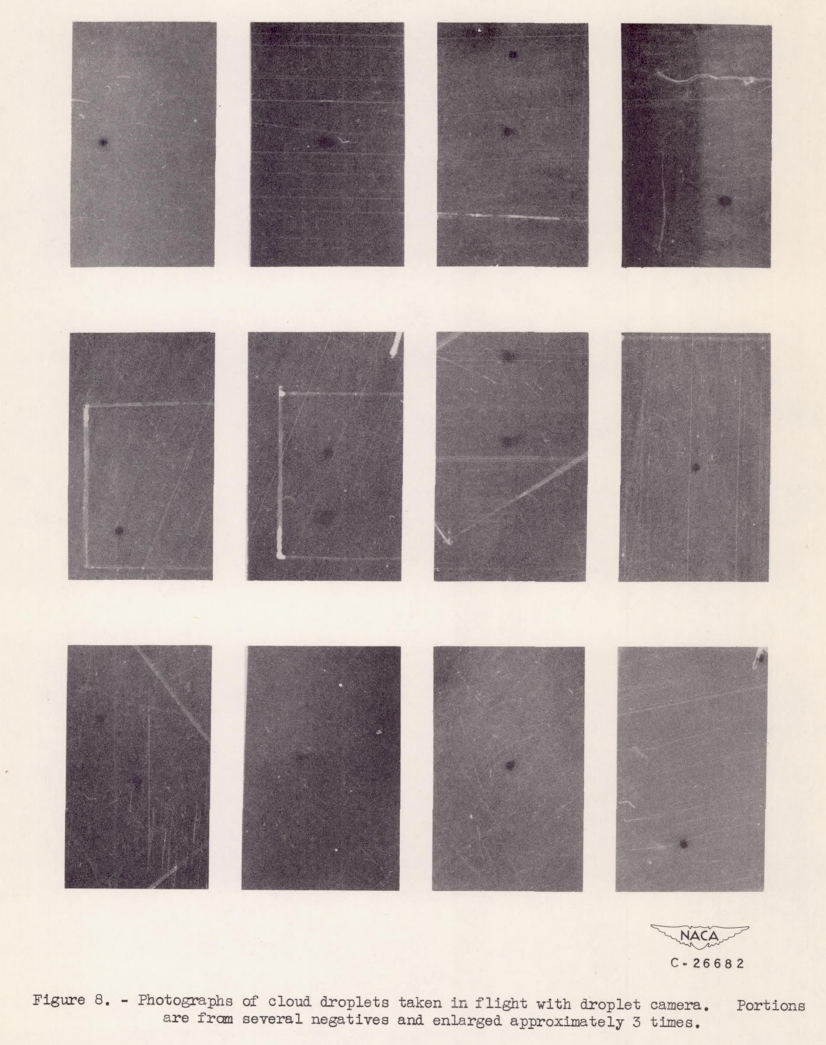 NACA
C-26682
Figure 8. - Photographs of cloud droplets taken in flight with droplet camera. Portions
are from several negatives and enlarged approximately 3 times.